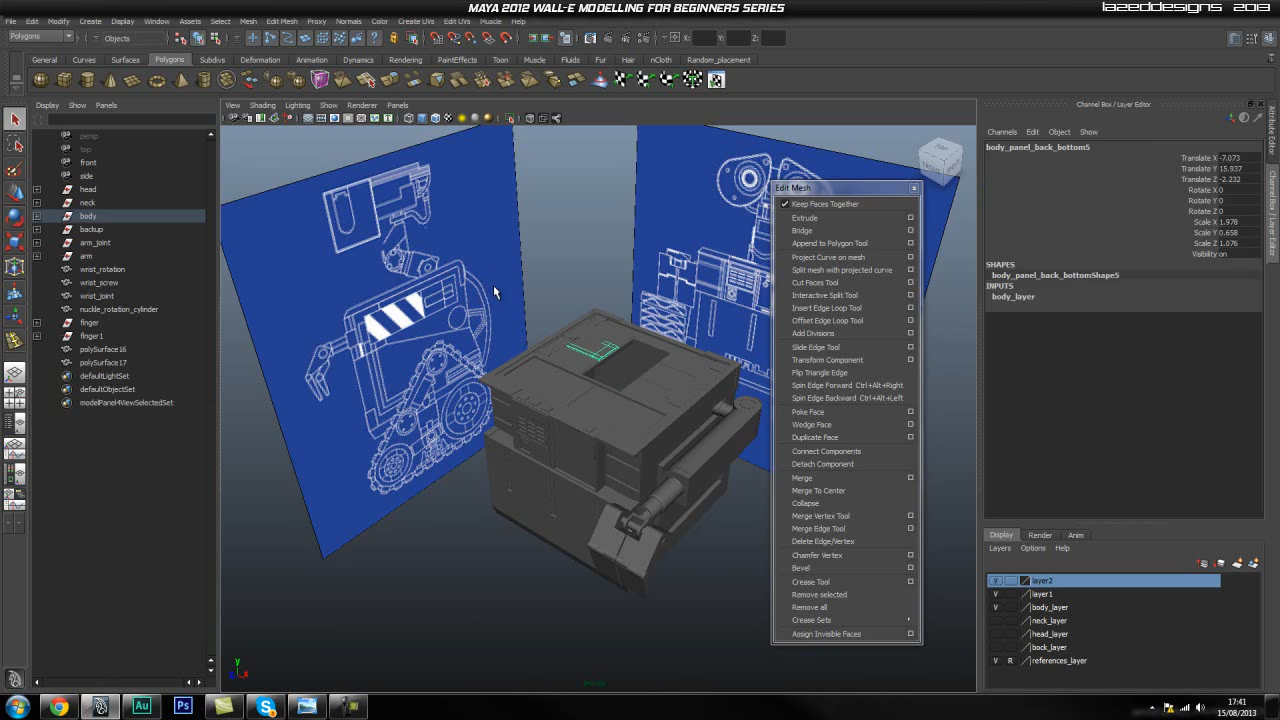 MAYA 2012 WALL-E MODELLING FOR BEGINNERS SERIES
lazeddesigns 2013
File Edit Modify Create Display Window Assets Select Mesh Edit Mesh Proxy Normals Color Create UVs Edit UVs Muscle Help
Polygons Objects X: Y: Z:
General Curves Surfaces Polygons Subdivs Deformation Animation Dynamics Rendering PaintEffects Toon Muscle Fluids Fur Hair nCloth Random_placement
Display Show Panels
View Shading Lighting Show Renderer Panels
Channel Box / Layer Editor
persp
top
front
side
head
neck
body
backup
arm_joint
arm
wrist_rotation
wrist_screw
wrist_joint
nuckle_rotation_cylinder
finger
finger1
polySurface16
polySurface17
defaultLightSet
defaultObjectSet
modelPanel4ViewSelectedSet
Edit Mesh
Keep Faces Together
Extrude
Bridge
Append to Polygon Tool
Project Curve on mesh
Split mesh with projected curve
Cut Faces Tool
Interactive Split Tool
Insert Edge Loop Tool
Offset Edge Loop Tool
Add Divisions
Slide Edge Tool
Transform Component
Flip Triangle Edge
Spin Edge Forward Ctrl+Alt+Right
Spin Edge Backward Ctrl+Alt+Left
Poke Face
Wedge Face
Duplicate Face
Connect Components
Detach Component
Merge
Merge To Center
Collapse
Merge Vertex Tool
Merge Edge Tool
Delete Edge/Vertex
Chamfer Vertex
Bevel
Crease Tool
Remove selected
Remove all
Crease Sets
Assign Invisible Faces
Channels Edit Object Show
body_panel_back_bottom5
Translate X -7.073
Translate Y 15.937
Translate Z -2.232
Rotate X 0
Rotate Y 0
Rotate Z 0
Scale X 1.978
Scale Y 0.658
Scale Z 1.076
Visibility on
SHAPES
body_panel_back_bottomShape5
INPUTS
body_layer
Attribute Editor
Channel Box / Layer Editor
Display Render Anim
Layers Options Help
V layer2
V layer1
V body_layer
neck_layer
head_layer
bock_layer
V R references_layer
y
x
persp
Au Ps
17:41
15/08/2013